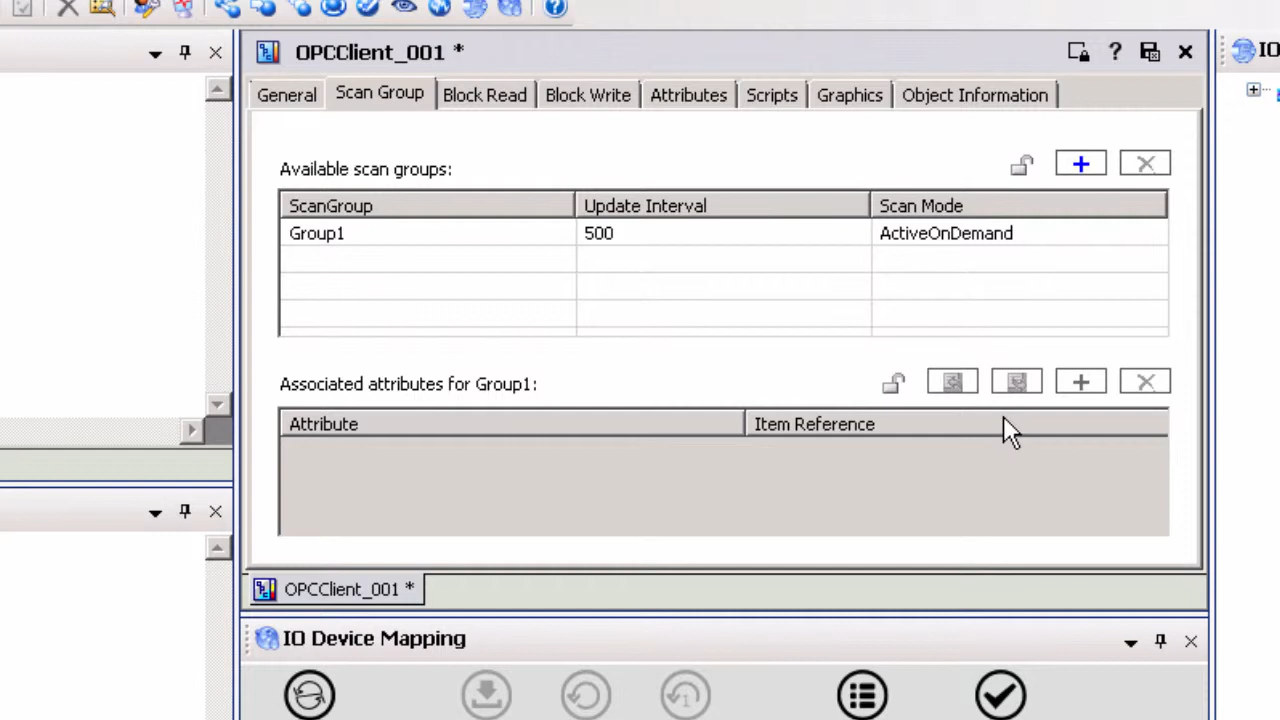 OPCClient_001 *
IO
General Scan Group Block Read Block Write Attributes Scripts Graphics Object Information
Available scan groups:
ScanGroup Update Interval Scan Mode
Group1 500 ActiveOnDemand
Associated attributes for Group1:
Attribute Item Reference
OPCClient_001 *
IO Device Mapping